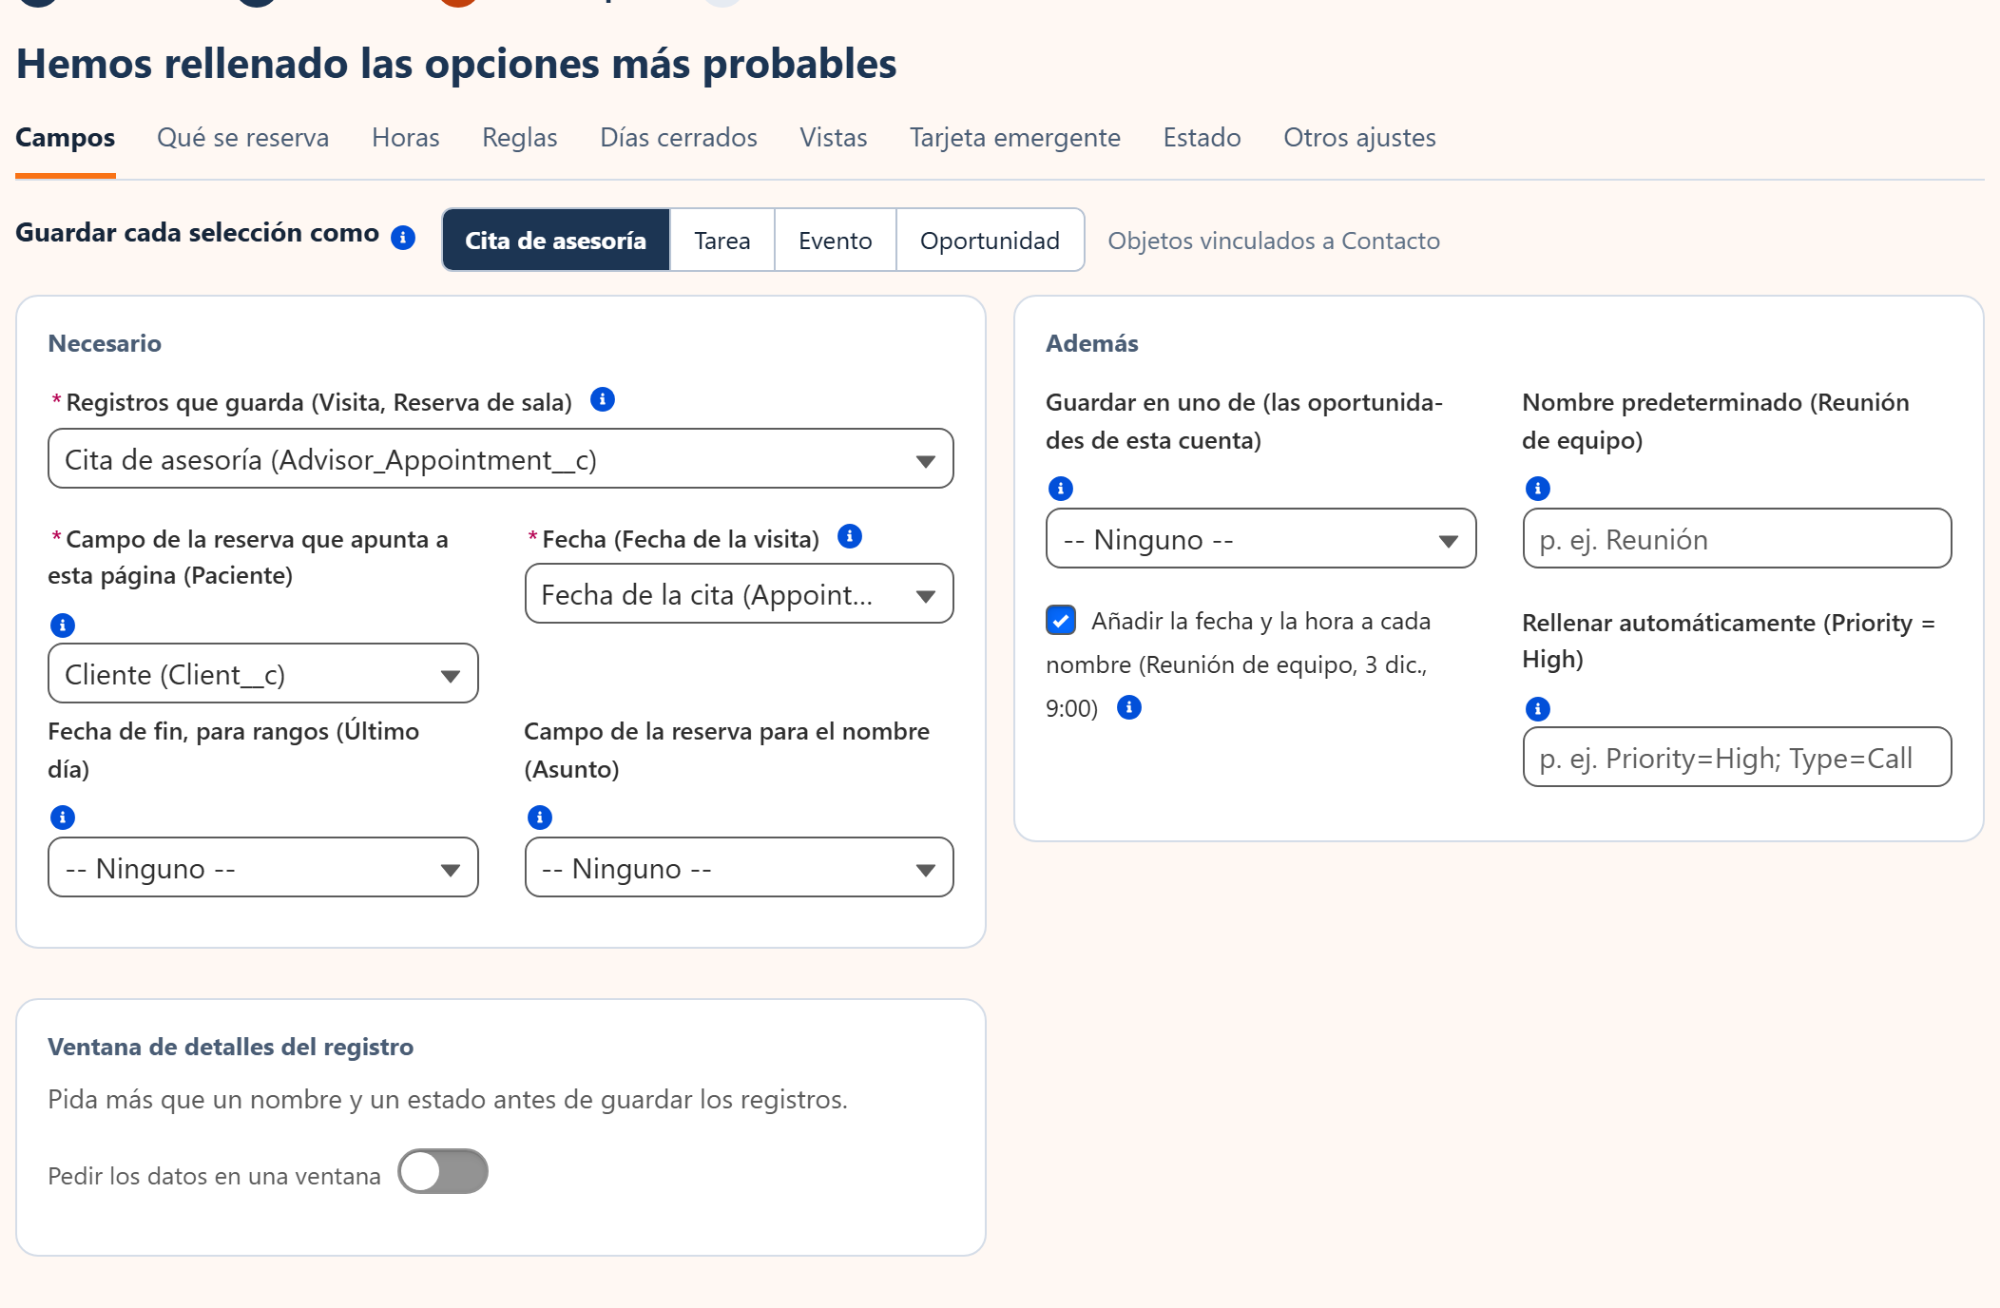 Hemos rellenado las opciones más probables
Campos
Qué se reserva
Horas
Reglas
Días cerrados
Vistas
Tarjeta emergente
Estado
Otros ajustes
Guardar cada selección como
Cita de asesoría
Tarea
Evento
Oportunidad
Objetos vinculados a Contacto
Necesario
* Registros que guarda (Visita, Reserva de sala)
Cita de asesoría (Advisor_Appointment__c)
* Campo de la reserva que apunta a
esta página (Paciente)
Cliente (Client__c)
* Fecha (Fecha de la visita)
Fecha de la cita (Appoint...
Fecha de fin, para rangos (Último
día)
-- Ninguno --
Campo de la reserva para el nombre
(Asunto)
-- Ninguno --
Además
Guardar en uno de (las oportunida-
des de esta cuenta)
-- Ninguno --
Nombre predeterminado (Reunión
de equipo)
p. ej. Reunión
Añadir la fecha y la hora a cada
nombre (Reunión de equipo, 3 dic.,
9:00)
Rellenar automáticamente (Priority =
High)
p. ej. Priority=High; Type=Call
Ventana de detalles del registro
Pida más que un nombre y un estado antes de guardar los registros.
Pedir los datos en una ventana